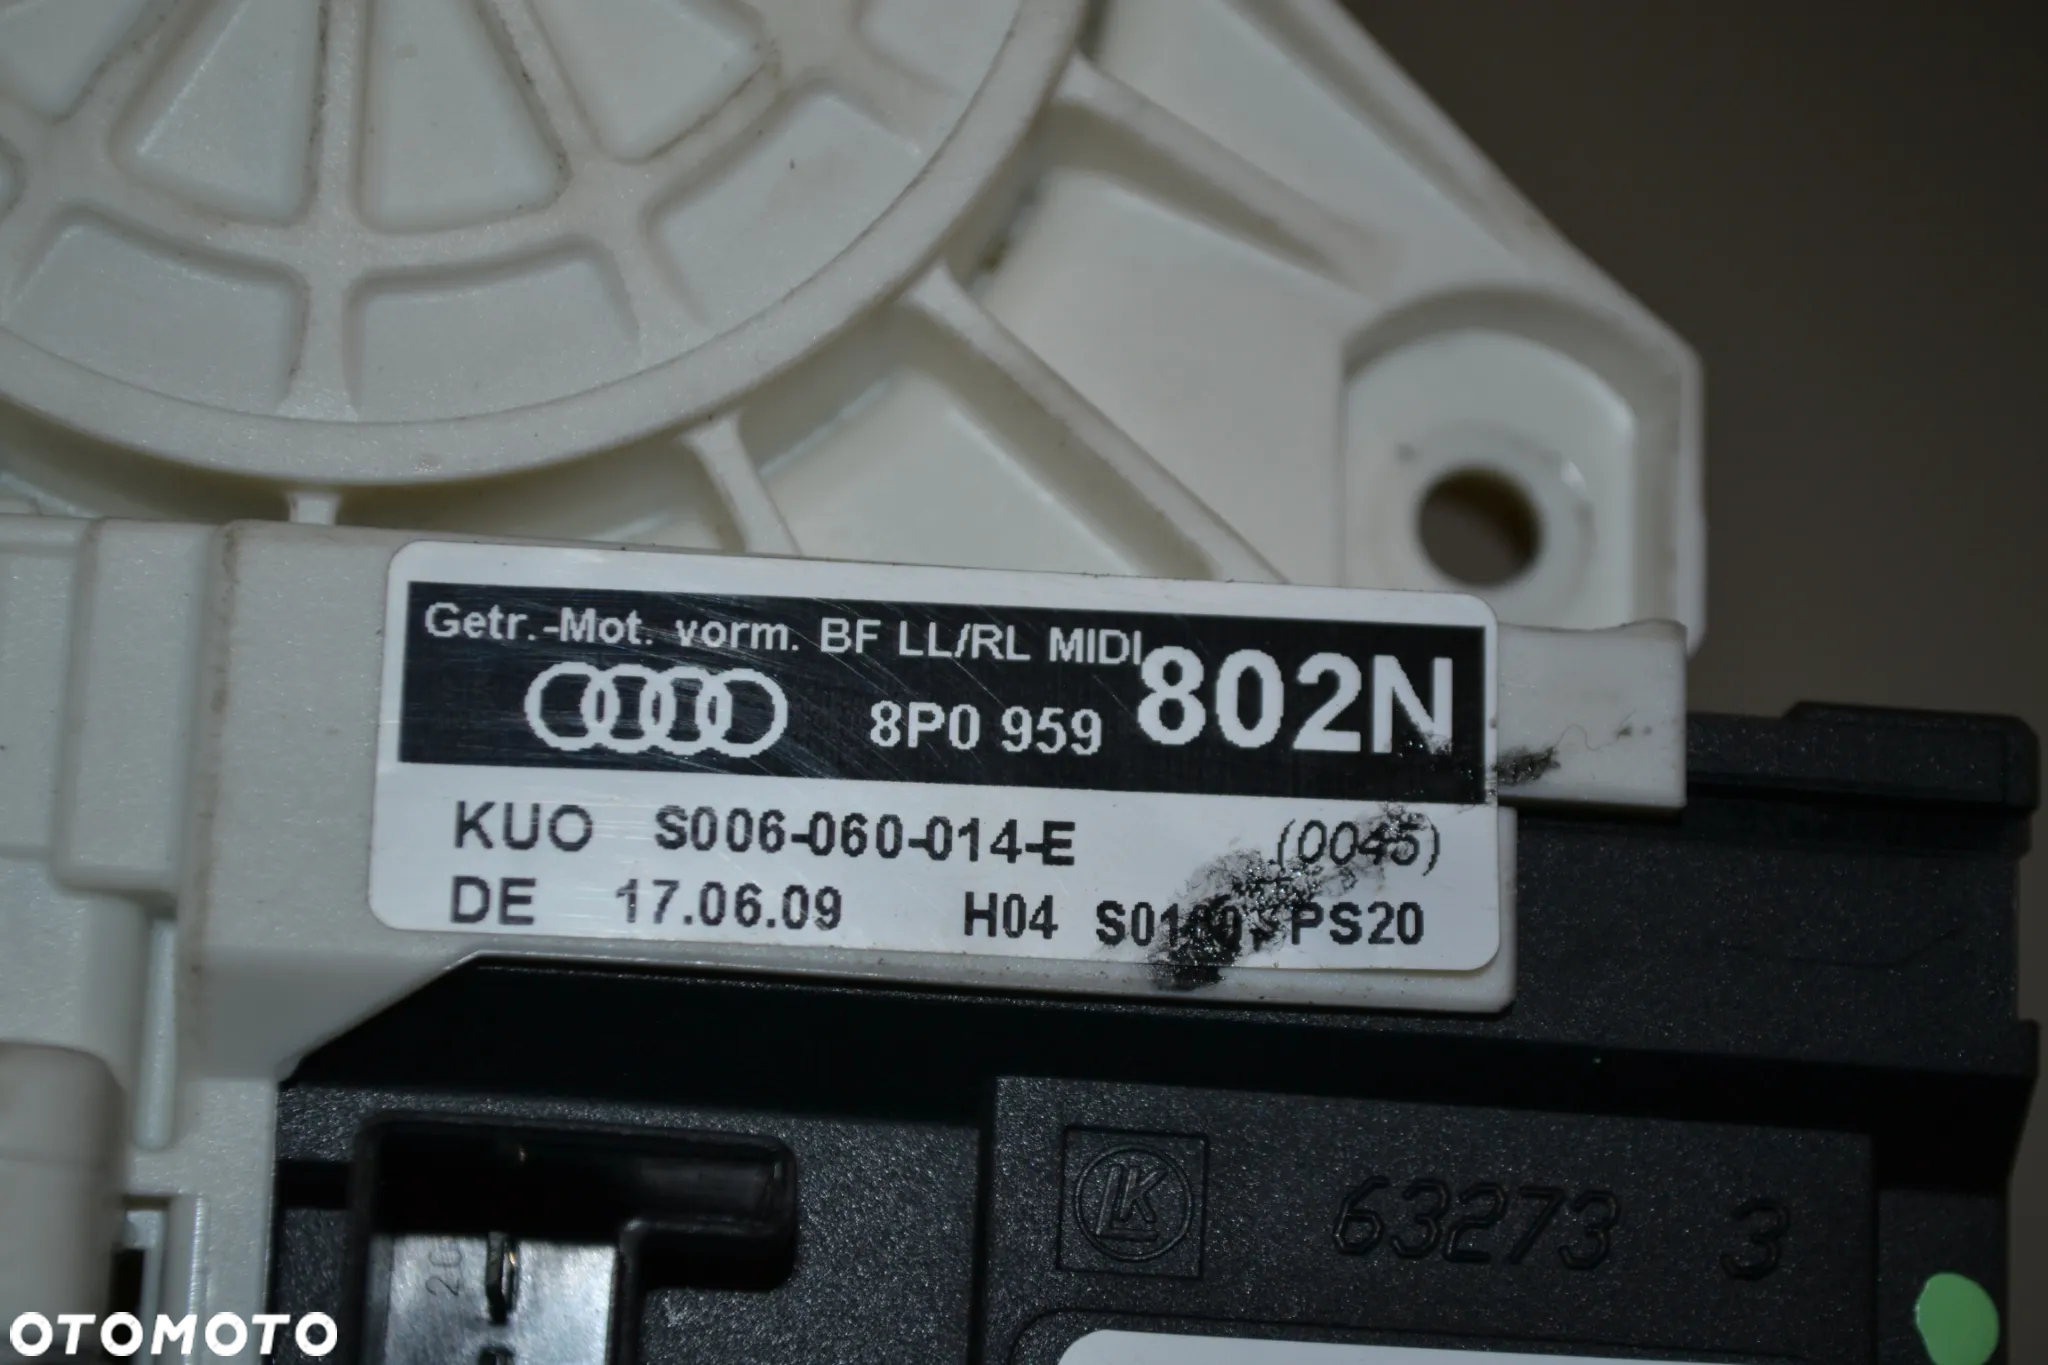 Getr.-Mot. vorm. BF LL/RL MIDI
8P0 959 802N
KUO S006-060-014-E (0045)
DE 17.06.09 H04 PS20
LK 63273 3
OTOMOTO